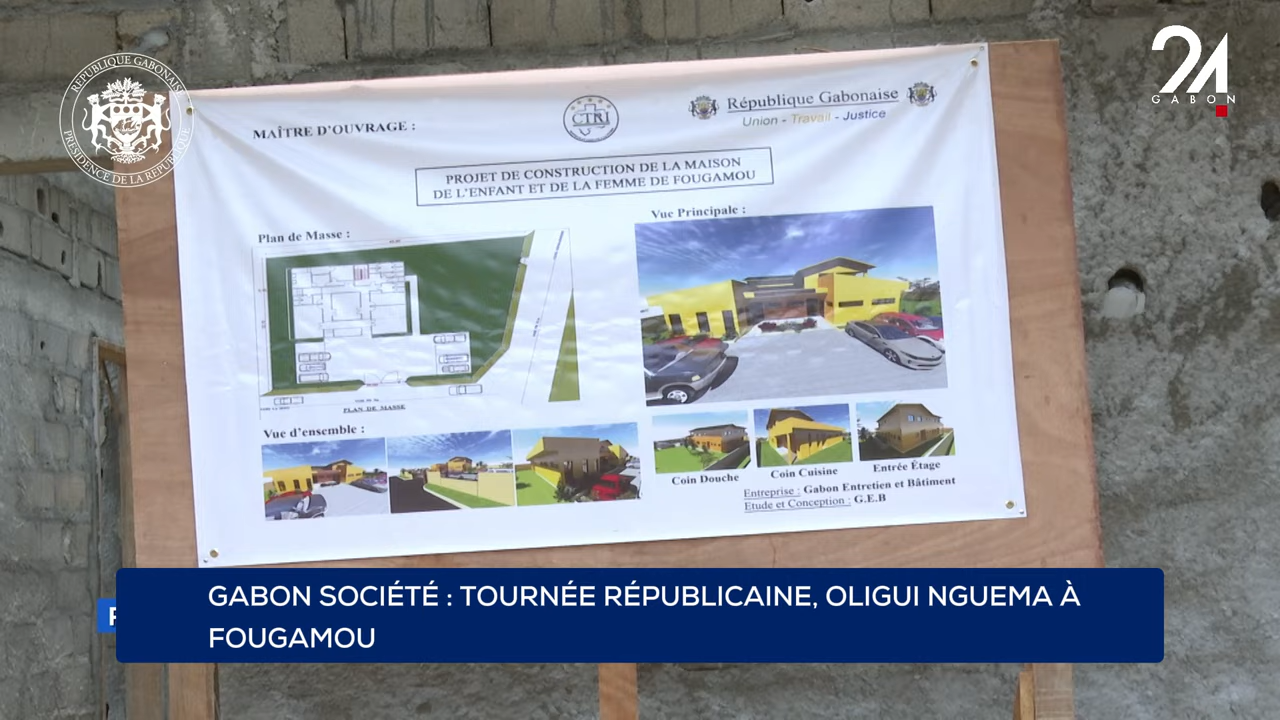 RÉPUBLIQUE GABONAISE
PRÉSIDENCE DE LA RÉPUBLIQUE
24
GABON
MAÎTRE D'OUVRAGE :
CTRI
République Gabonaise
Union - Travail - Justice
PROJET DE CONSTRUCTION DE LA MAISON
DE L'ENFANT ET DE LA FEMME DE FOUGAMOU
Plan de Masse :
Vue Principale :
PLAN DE MASSE
Vue d'ensemble :
Coin Douche
Coin Cuisine
Entrée Étage
Entreprise : Gabon Entretien et Bâtiment
Etude et Conception : G.E.B
GABON SOCIÉTÉ : TOURNÉE RÉPUBLICAINE, OLIGUI NGUEMA À
FOUGAMOU